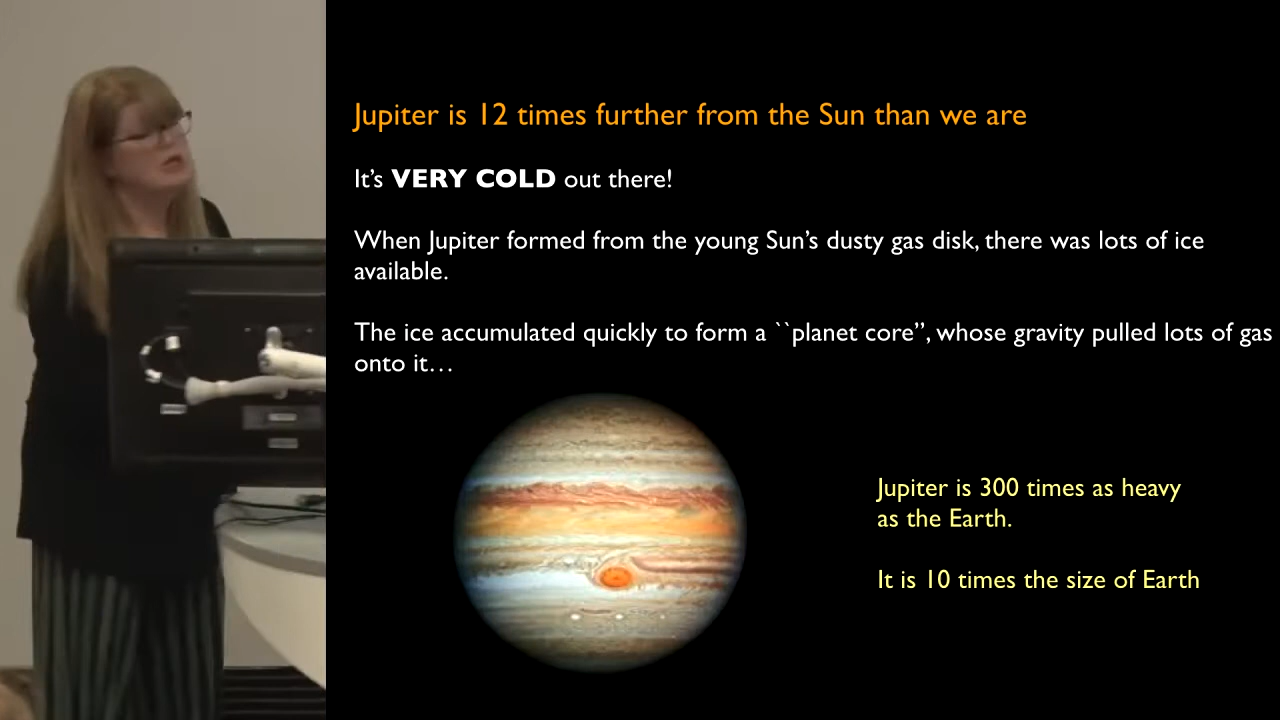 Jupiter is 12 times further from the Sun than we are
It’s VERY COLD out there!
When Jupiter formed from the young Sun’s dusty gas disk, there was lots of ice
available.
The ice accumulated quickly to form a ``planet core”, whose gravity pulled lots of gas
onto it…
Jupiter is 300 times as heavy
as the Earth.
It is 10 times the size of Earth